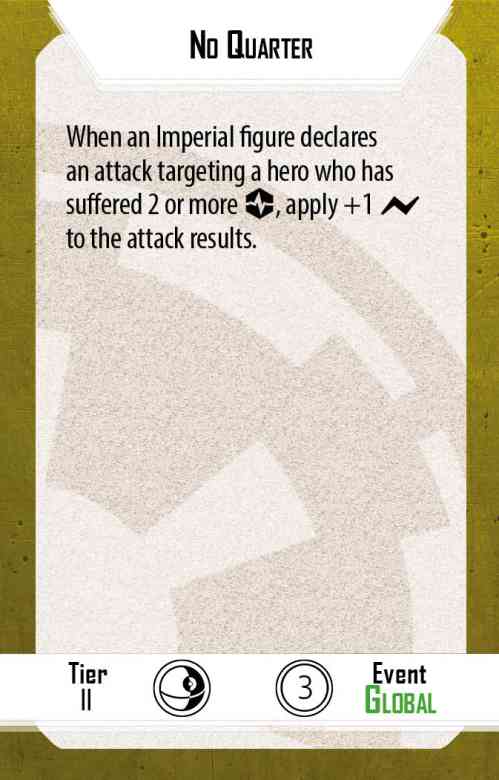 No Quarter
When an Imperial figure declares
an attack targeting a hero who has
suffered 2 or more , apply +1
to the attack results.
Tier
II
3
Event
Global